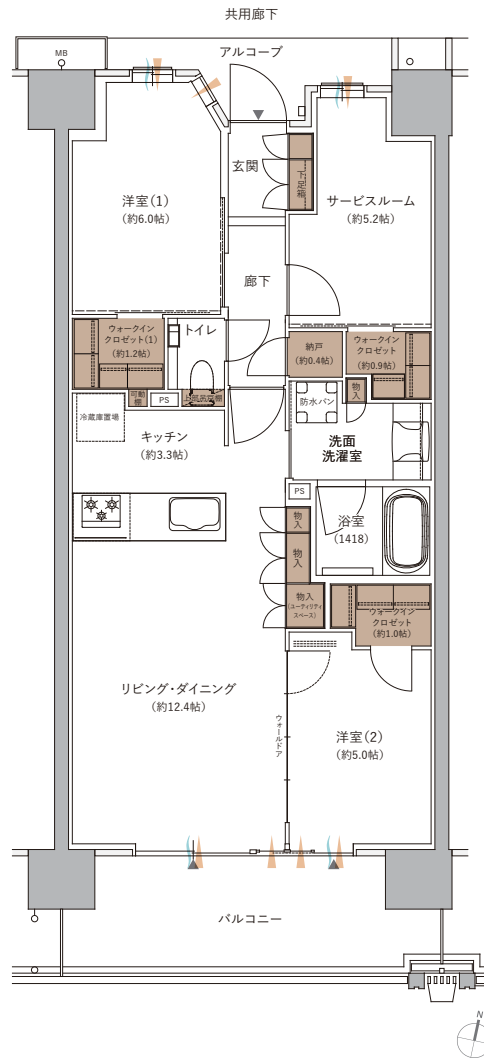 共用廊下
MB
アルコーブ
玄関
下足箱
洋室(1)
(約6.0帖)
サービスルーム
(約5.2帖)
廊下
ウォークイン
クロゼット(1)
(約1.2帖)
トイレ
納戸
(約0.4帖)
ウォークイン
クロゼット
(約0.9帖)
可動棚
PS
上部吊戸棚
物入
防水パン
冷蔵庫置場
キッチン
(約3.3帖)
洗面
洗濯室
PS
物入
浴室
(1418)
物入
物入
(ユーティリティ
スペース)
ウォークイン
クロゼット
(約1.0帖)
リビング・ダイニング
(約12.4帖)
ウォールドア
洋室(2)
(約5.0帖)
バルコニー
N